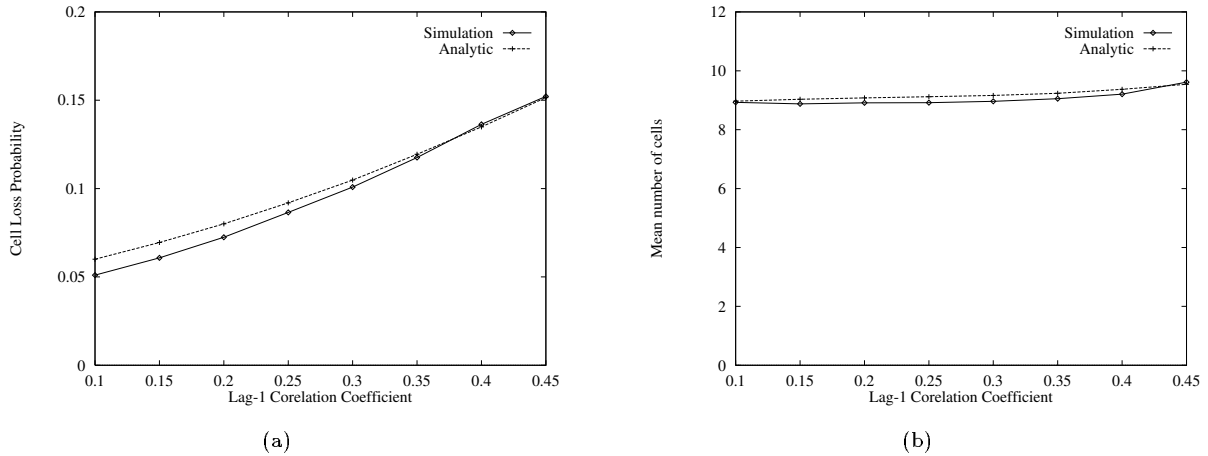 0.2
0.15
0.1
0.05
0
Cell Loss Probability
Simulation
Analytic
0.1 0.15 0.2 0.25 0.3 0.35 0.4 0.45
Lag-1 Corelation Coefficient
(a)
12
10
8
6
4
2
0
Mean number of cells
Simulation
Analytic
0.1 0.15 0.2 0.25 0.3 0.35 0.4 0.45
Lag-1 Corelation Coefficient
(b)